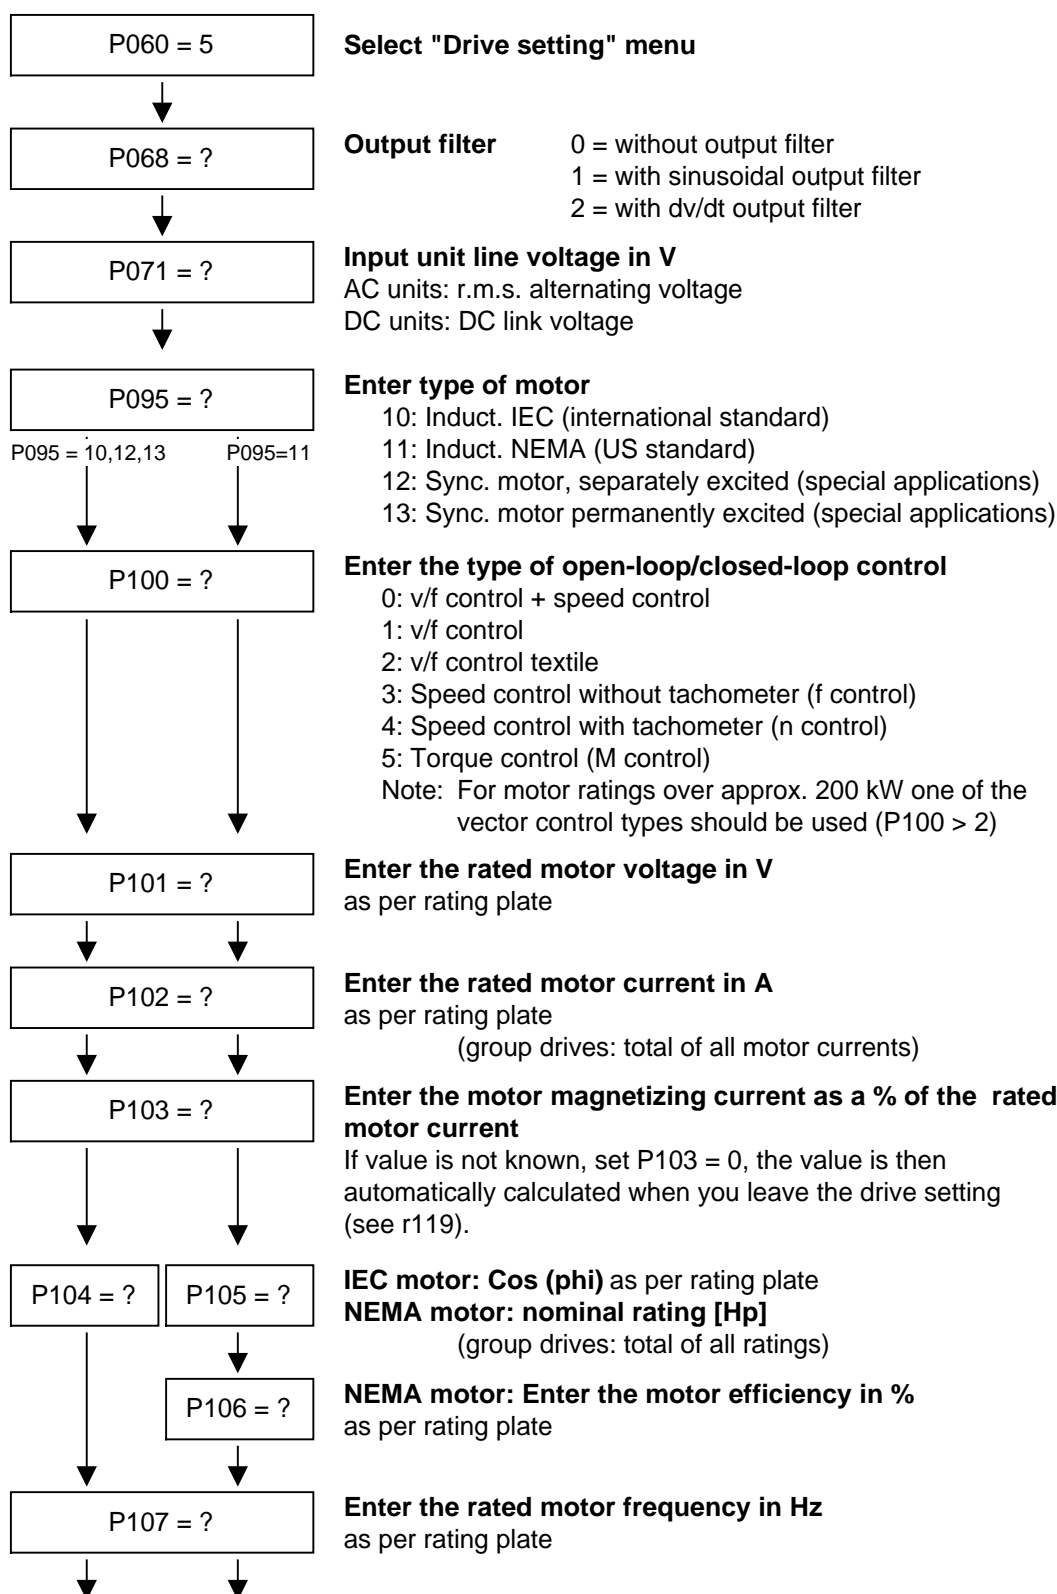 P060 = 5
Select "Drive setting" menu
P068 = ?
Output filter 0 = without output filter
1 = with sinusoidal output filter
2 = with dv/dt output filter
P071 = ?
Input unit line voltage in V
AC units: r.m.s. alternating voltage
DC units: DC link voltage
P095 = ?
Enter type of motor
10: Induct. IEC (international standard)
11: Induct. NEMA (US standard)
12: Sync. motor, separately excited (special applications)
13: Sync. motor permanently excited (special applications)
P095 = 10,12,13 P095=11
P100 = ?
Enter the type of open-loop/closed-loop control
0: v/f control + speed control
1: v/f control
2: v/f control textile
3: Speed control without tachometer (f control)
4: Speed control with tachometer (n control)
5: Torque control (M control)
Note: For motor ratings over approx. 200 kW one of the
vector control types should be used (P100 > 2)
P101 = ?
Enter the rated motor voltage in V
as per rating plate
P102 = ?
Enter the rated motor current in A
as per rating plate
(group drives: total of all motor currents)
P103 = ?
Enter the motor magnetizing current as a % of the rated
motor current
If value is not known, set P103 = 0, the value is then
automatically calculated when you leave the drive setting
(see r119).
P104 = ? P105 = ?
IEC motor: Cos (phi) as per rating plate
NEMA motor: nominal rating [Hp]
(group drives: total of all ratings)
P106 = ?
NEMA motor: Enter the motor efficiency in %
as per rating plate
P107 = ?
Enter the rated motor frequency in Hz
as per rating plate